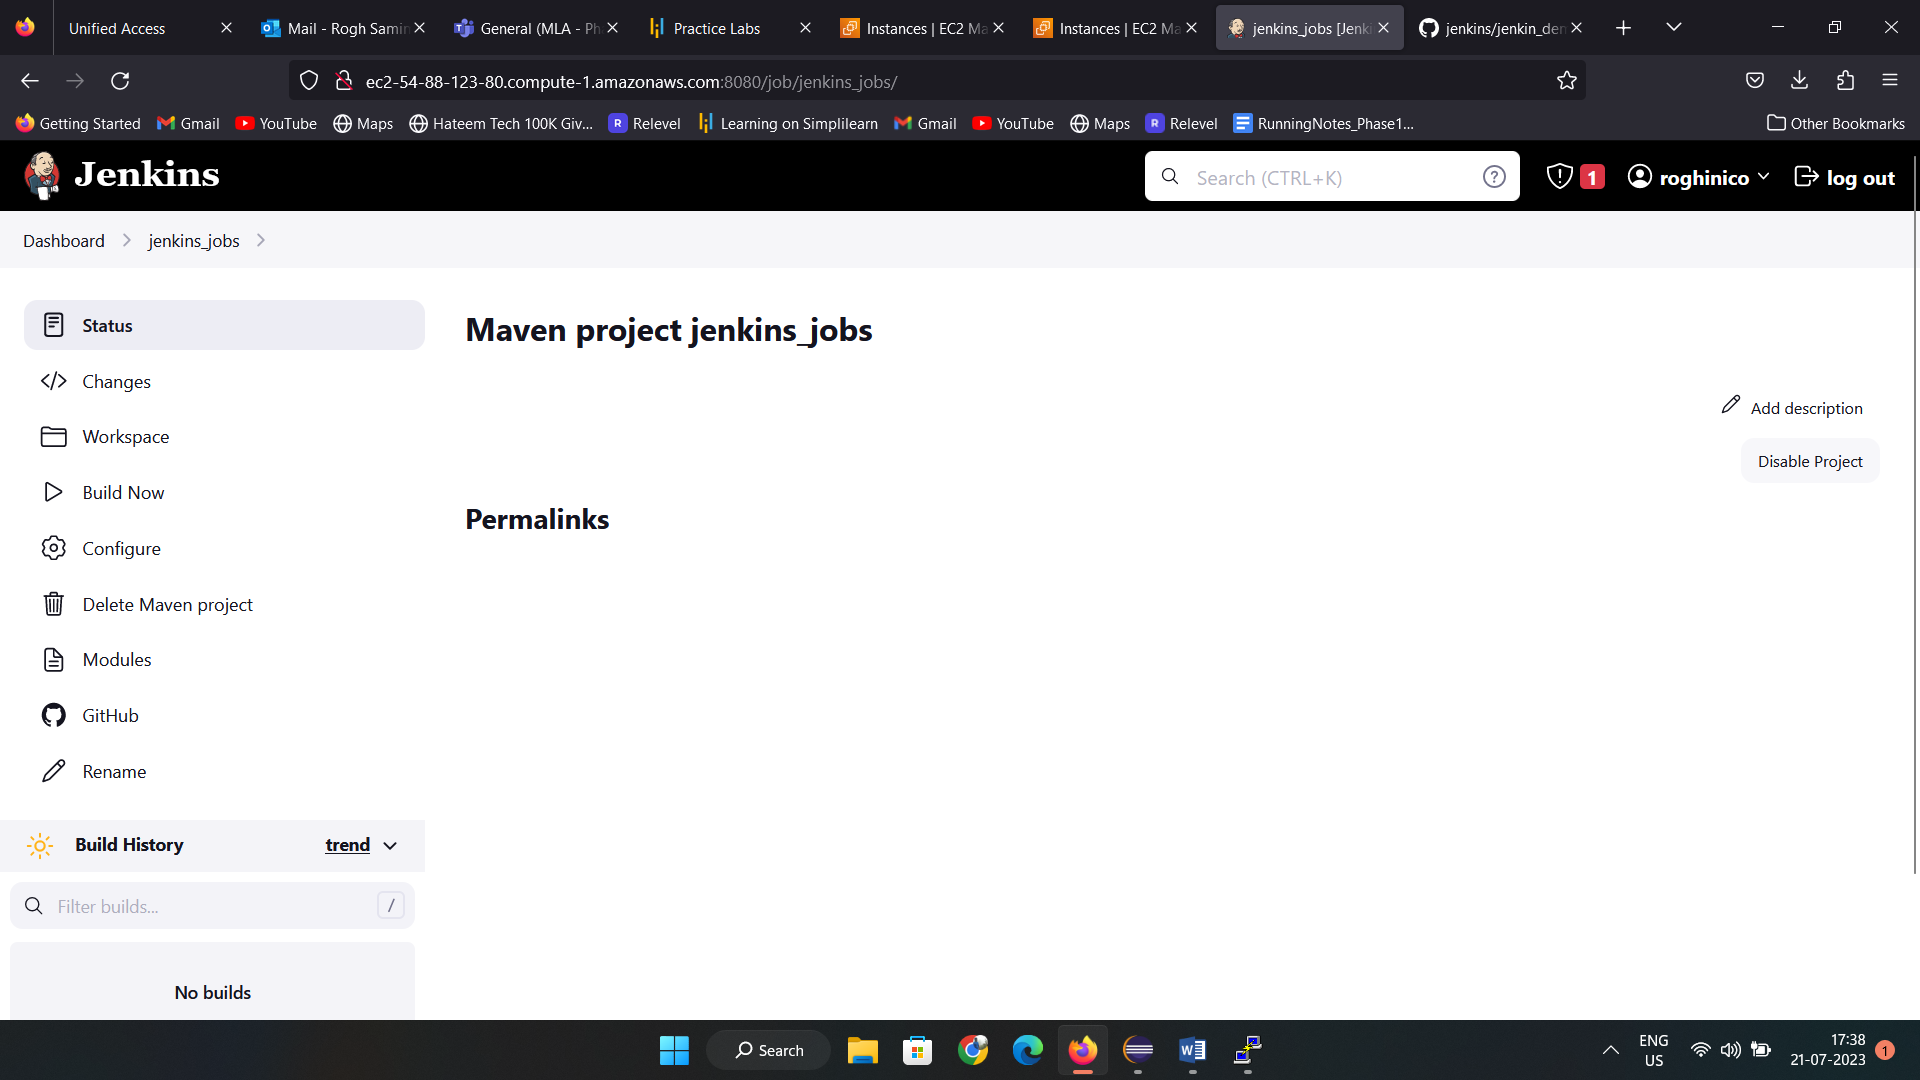 Unified Access
Mail - Rogh Samin
General (MLA - Ph
Practice Labs
Instances | EC2 Ma
Instances | EC2 Ma
jenkins_jobs [Jenki
jenkins/jenkin_den
ec2-54-88-123-80.compute-1.amazonaws.com:8080/job/jenkins_jobs/
Getting Started
Gmail
YouTube
Maps
Hateem Tech 100K Giv...
R Relevel
Learning on Simplilearn
Gmail
YouTube
Maps
R Relevel
RunningNotes_Phase1...
Other Bookmarks
Jenkins
Search (CTRL+K)
?
1
roghinico
log out
Dashboard
jenkins_jobs
Status
Changes
Workspace
Build Now
Configure
Delete Maven project
Modules
GitHub
Rename
Maven project jenkins_jobs
Add description
Disable Project
Permalinks
Build History
trend
Filter builds...
/
No builds
Search
ENG
US
17:38
21-07-2023
1